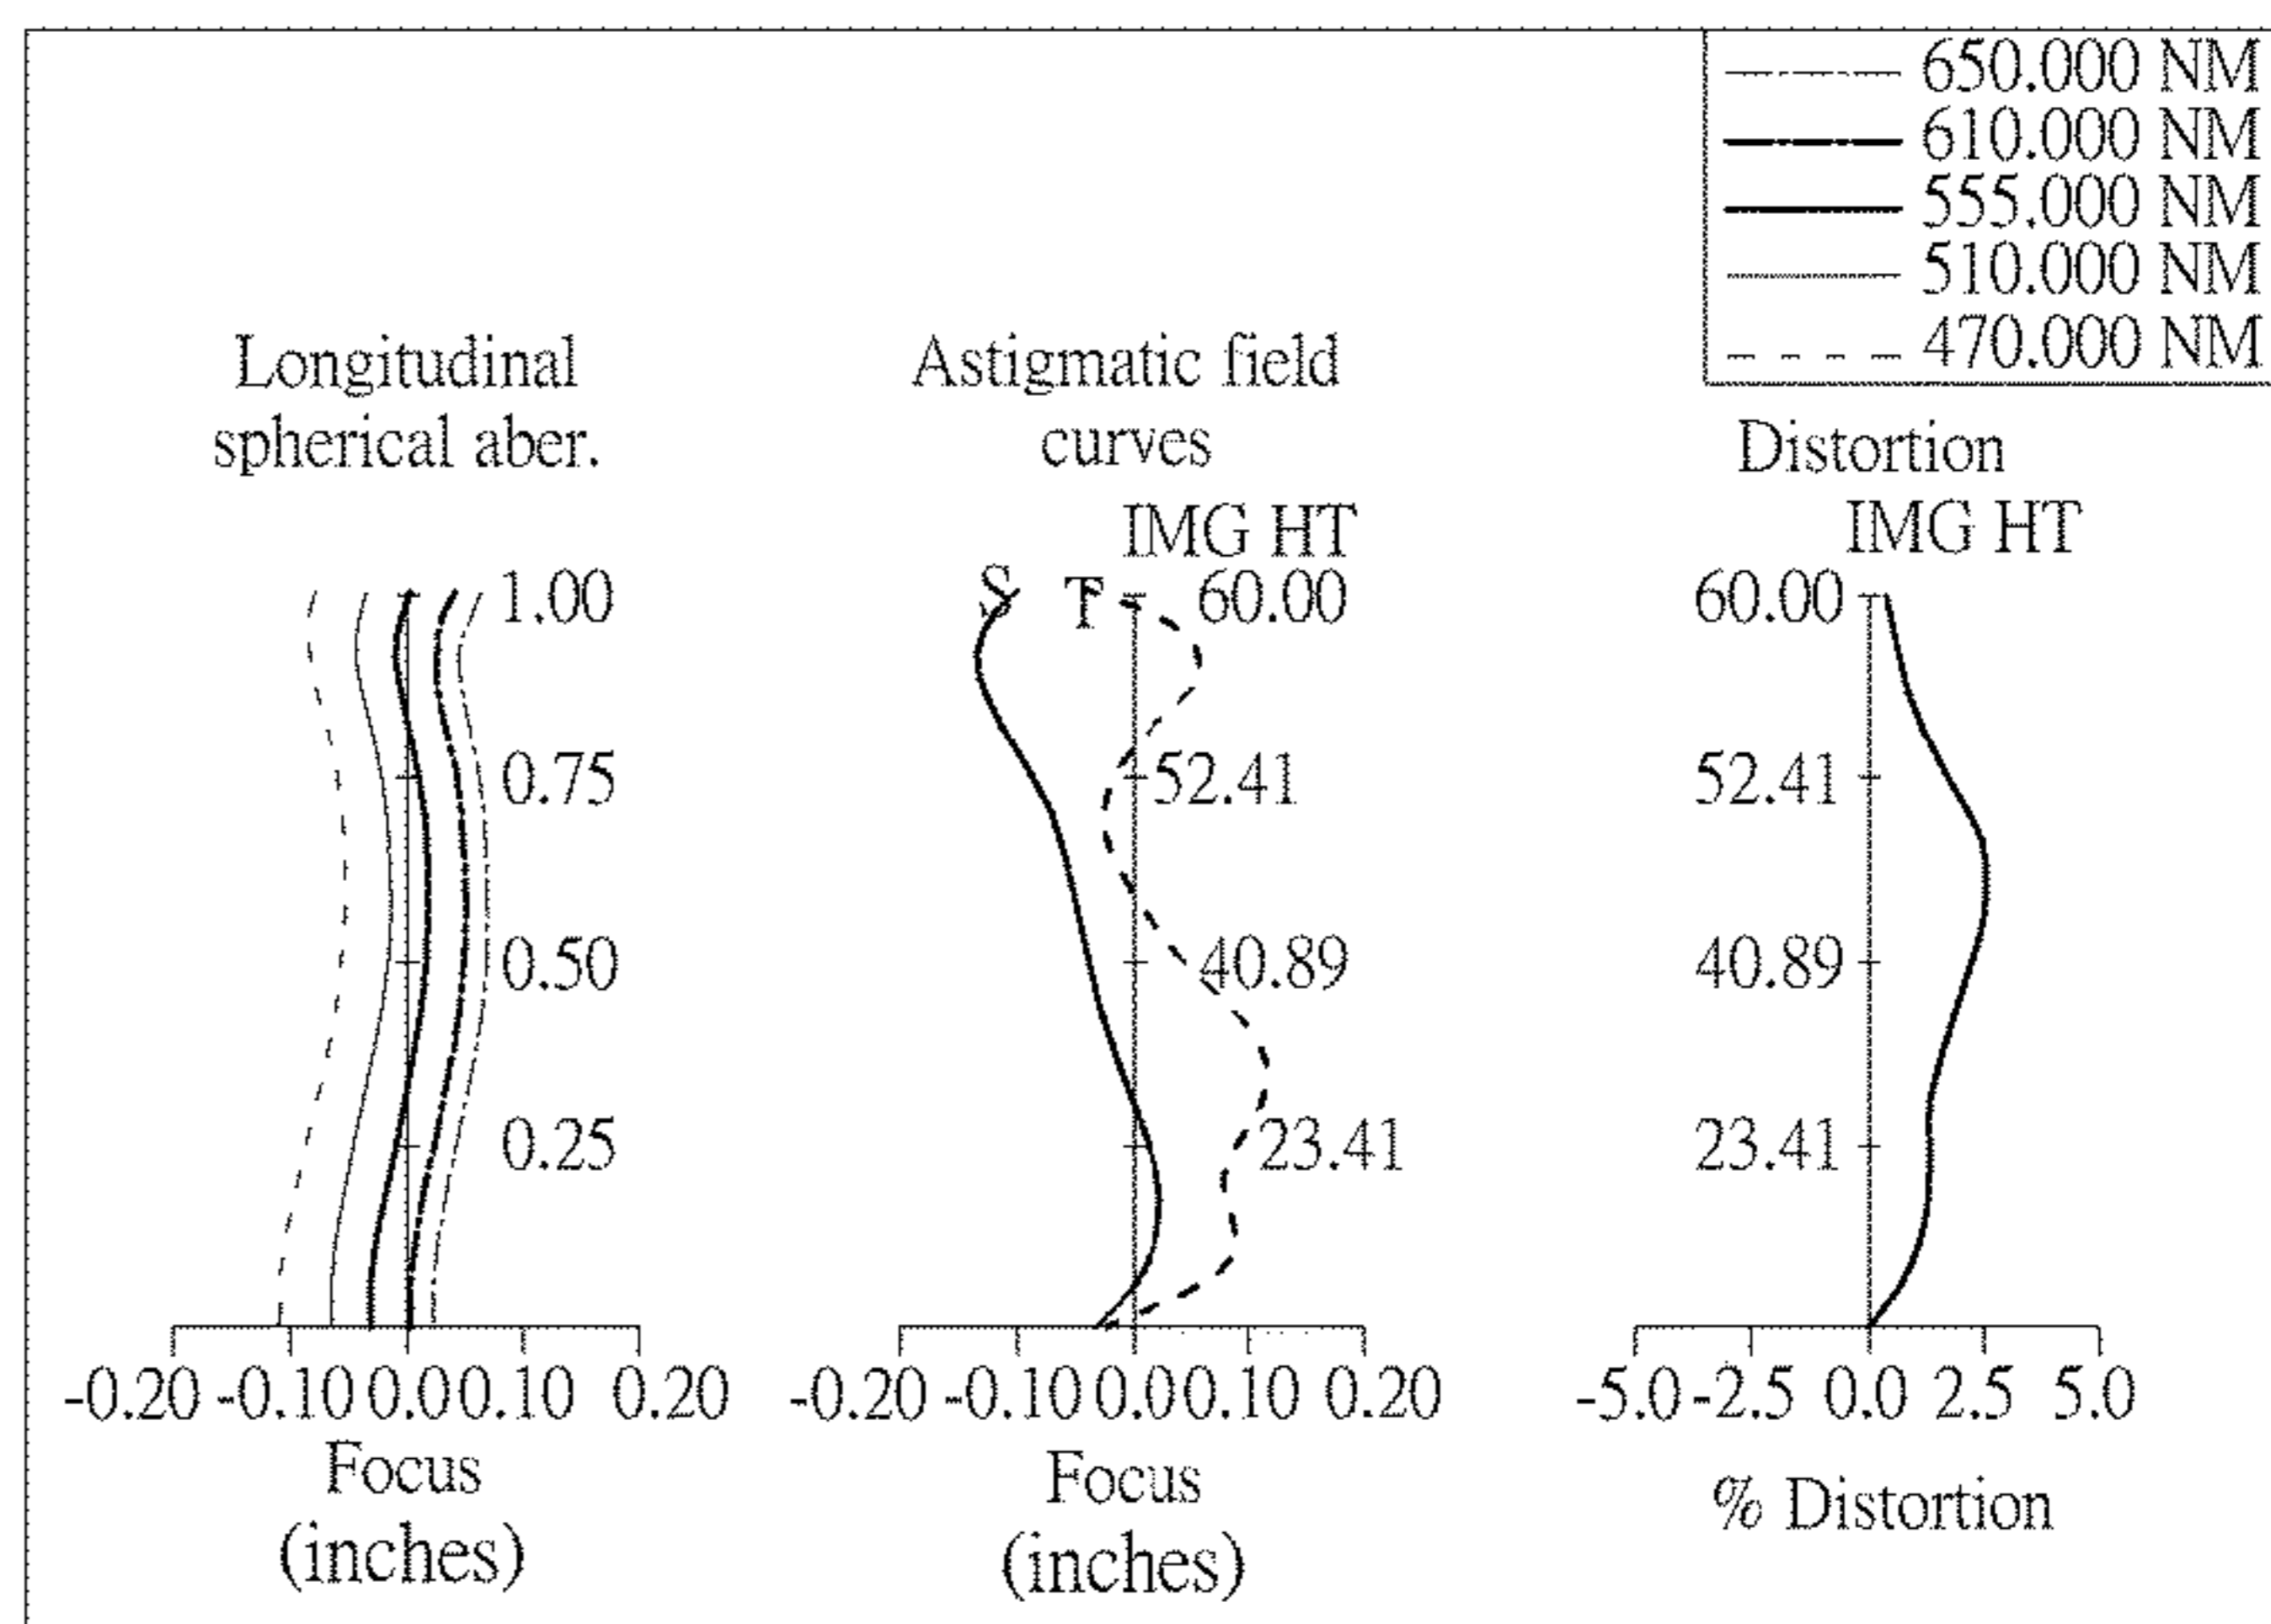 650.000 NM
610.000 NM
555.000 NM
510.000 NM
470.000 NM
Longitudinal
spherical aber.
1.00
0.75
0.50
0.25
-0.20 -0.10 0.0 0.10 0.20
Focus
(inches)
Astigmatic field
curves
IMG HT
S T 60.00
52.41
40.89
23.41
-0.20 -0.10 0.0 0.10 0.20
Focus
(inches)
Distortion
IMG HT
60.00
52.41
40.89
23.41
-5.0 -2.5 0.0 2.5 5.0
% Distortion